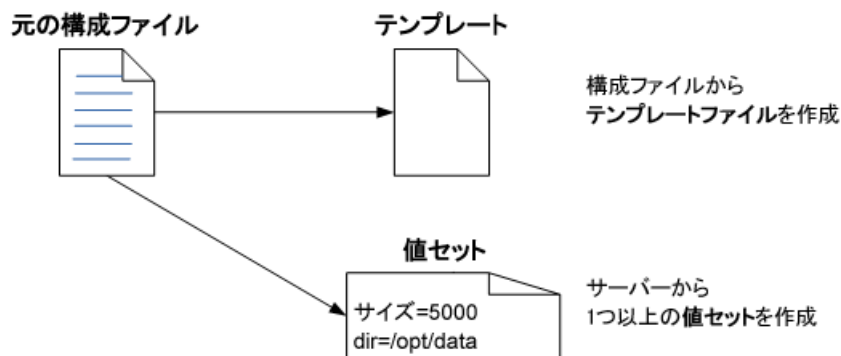 元の構成ファイル
テンプレート
構成ファイルから
テンプレートファイルを作成
値セット
サイズ=5000
dir=/opt/data
サーバーから
1つ以上の値セットを作成